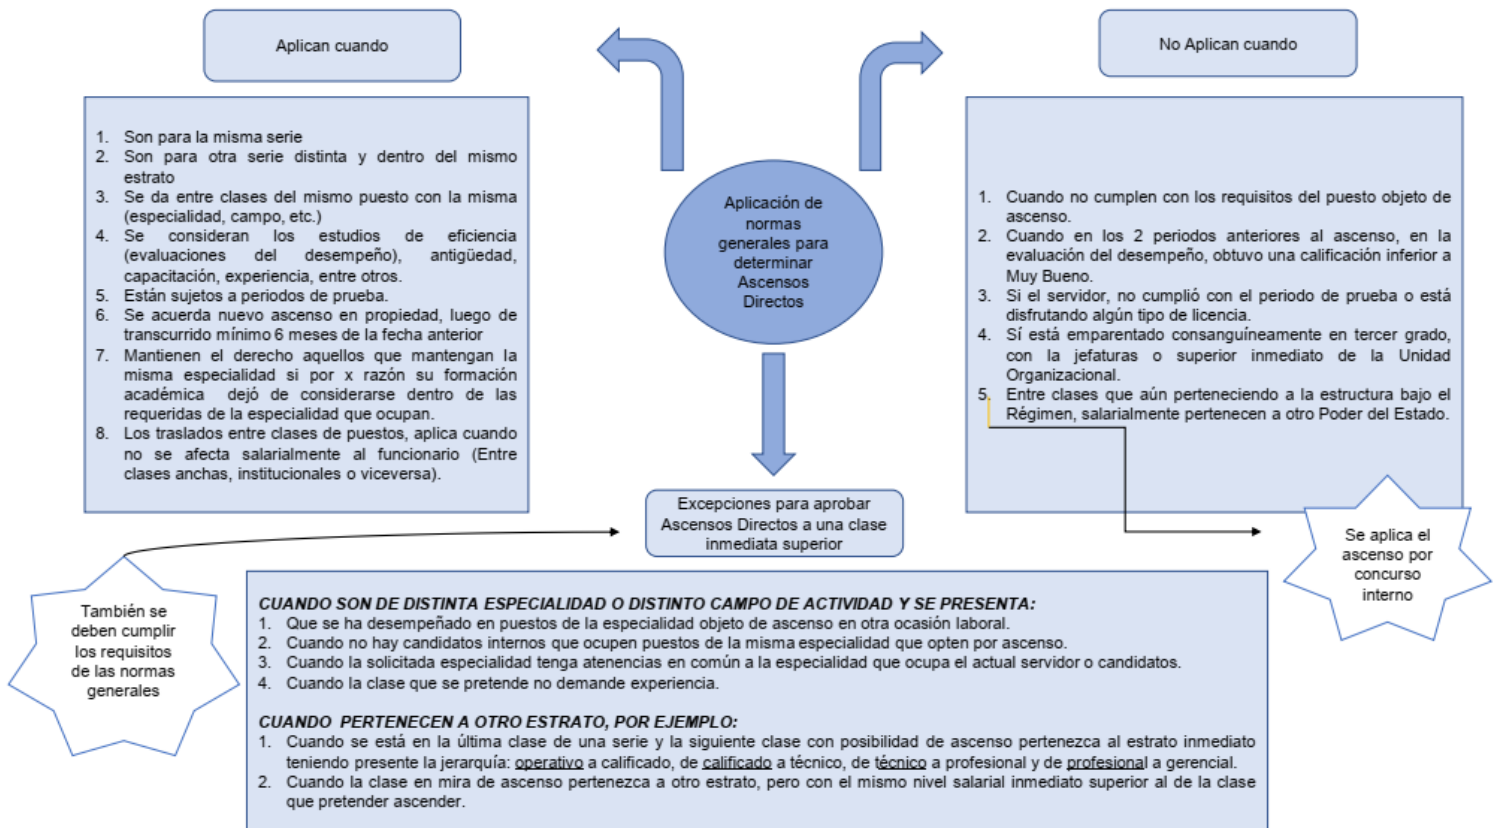 Aplican cuando
No Aplican cuando
1. Son para la misma serie
2. Son para otra serie distinta y dentro del mismo
estrato
3. Se da entre clases del mismo puesto con la misma
(especialidad, campo, etc.)
4. Se consideran los estudios de eficiencia
(evaluaciones del desempeño), antigüedad,
capacitación, experiencia, entre otros.
5. Están sujetos a periodos de prueba.
6. Se acuerda nuevo ascenso en propiedad, luego de
transcurrido mínimo 6 meses de la fecha anterior
7. Mantienen el derecho aquellos que mantengan la
misma especialidad si por x razón su formación
académica dejó de considerarse dentro de las
requeridas de la especialidad que ocupan.
8. Los traslados entre clases de puestos, aplica cuando
no se afecta salarialmente al funcionario (Entre
clases anchas, institucionales o viceversa).
Aplicación de
normas
generales para
determinar
Ascensos
Directos
1. Cuando no cumplen con los requisitos del puesto objeto de
ascenso.
2. Cuando en los 2 periodos anteriores al ascenso, en la
evaluación del desempeño, obtuvo una calificación inferior a
Muy Bueno.
3. Si el servidor, no cumplió con el periodo de prueba o está
disfrutando algún tipo de licencia.
4. Sí está emparentado consanguíneamente en tercer grado,
con la jefaturas o superior inmediato de la Unidad
Organizacional.
5. Entre clases que aún perteneciendo a la estructura bajo el
Régimen, salarialmente pertenecen a otro Poder del Estado.
Excepciones para aprobar
Ascensos Directos a una clase
inmediata superior
Se aplica el
ascenso por
concurso
interno
También se
deben cumplir
los requisitos
de las normas
generales
CUANDO SON DE DISTINTA ESPECIALIDAD O DISTINTO CAMPO DE ACTIVIDAD Y SE PRESENTA:
1. Que se ha desempeñado en puestos de la especialidad objeto de ascenso en otra ocasión laboral.
2. Cuando no hay candidatos internos que ocupen puestos de la misma especialidad que opten por ascenso.
3. Cuando la solicitada especialidad tenga atenencias en común a la especialidad que ocupa el actual servidor o candidatos.
4. Cuando la clase que se pretende no demande experiencia.
CUANDO PERTENECEN A OTRO ESTRATO, POR EJEMPLO:
1. Cuando se está en la última clase de una serie y la siguiente clase con posibilidad de ascenso pertenezca al estrato inmediato
teniendo presente la jerarquía: operativo a calificado, de calificado a técnico, de técnico a profesional y de profesional a gerencial.
2. Cuando la clase en mira de ascenso pertenezca a otro estrato, pero con el mismo nivel salarial inmediato superior al de la clase
que pretender ascender.